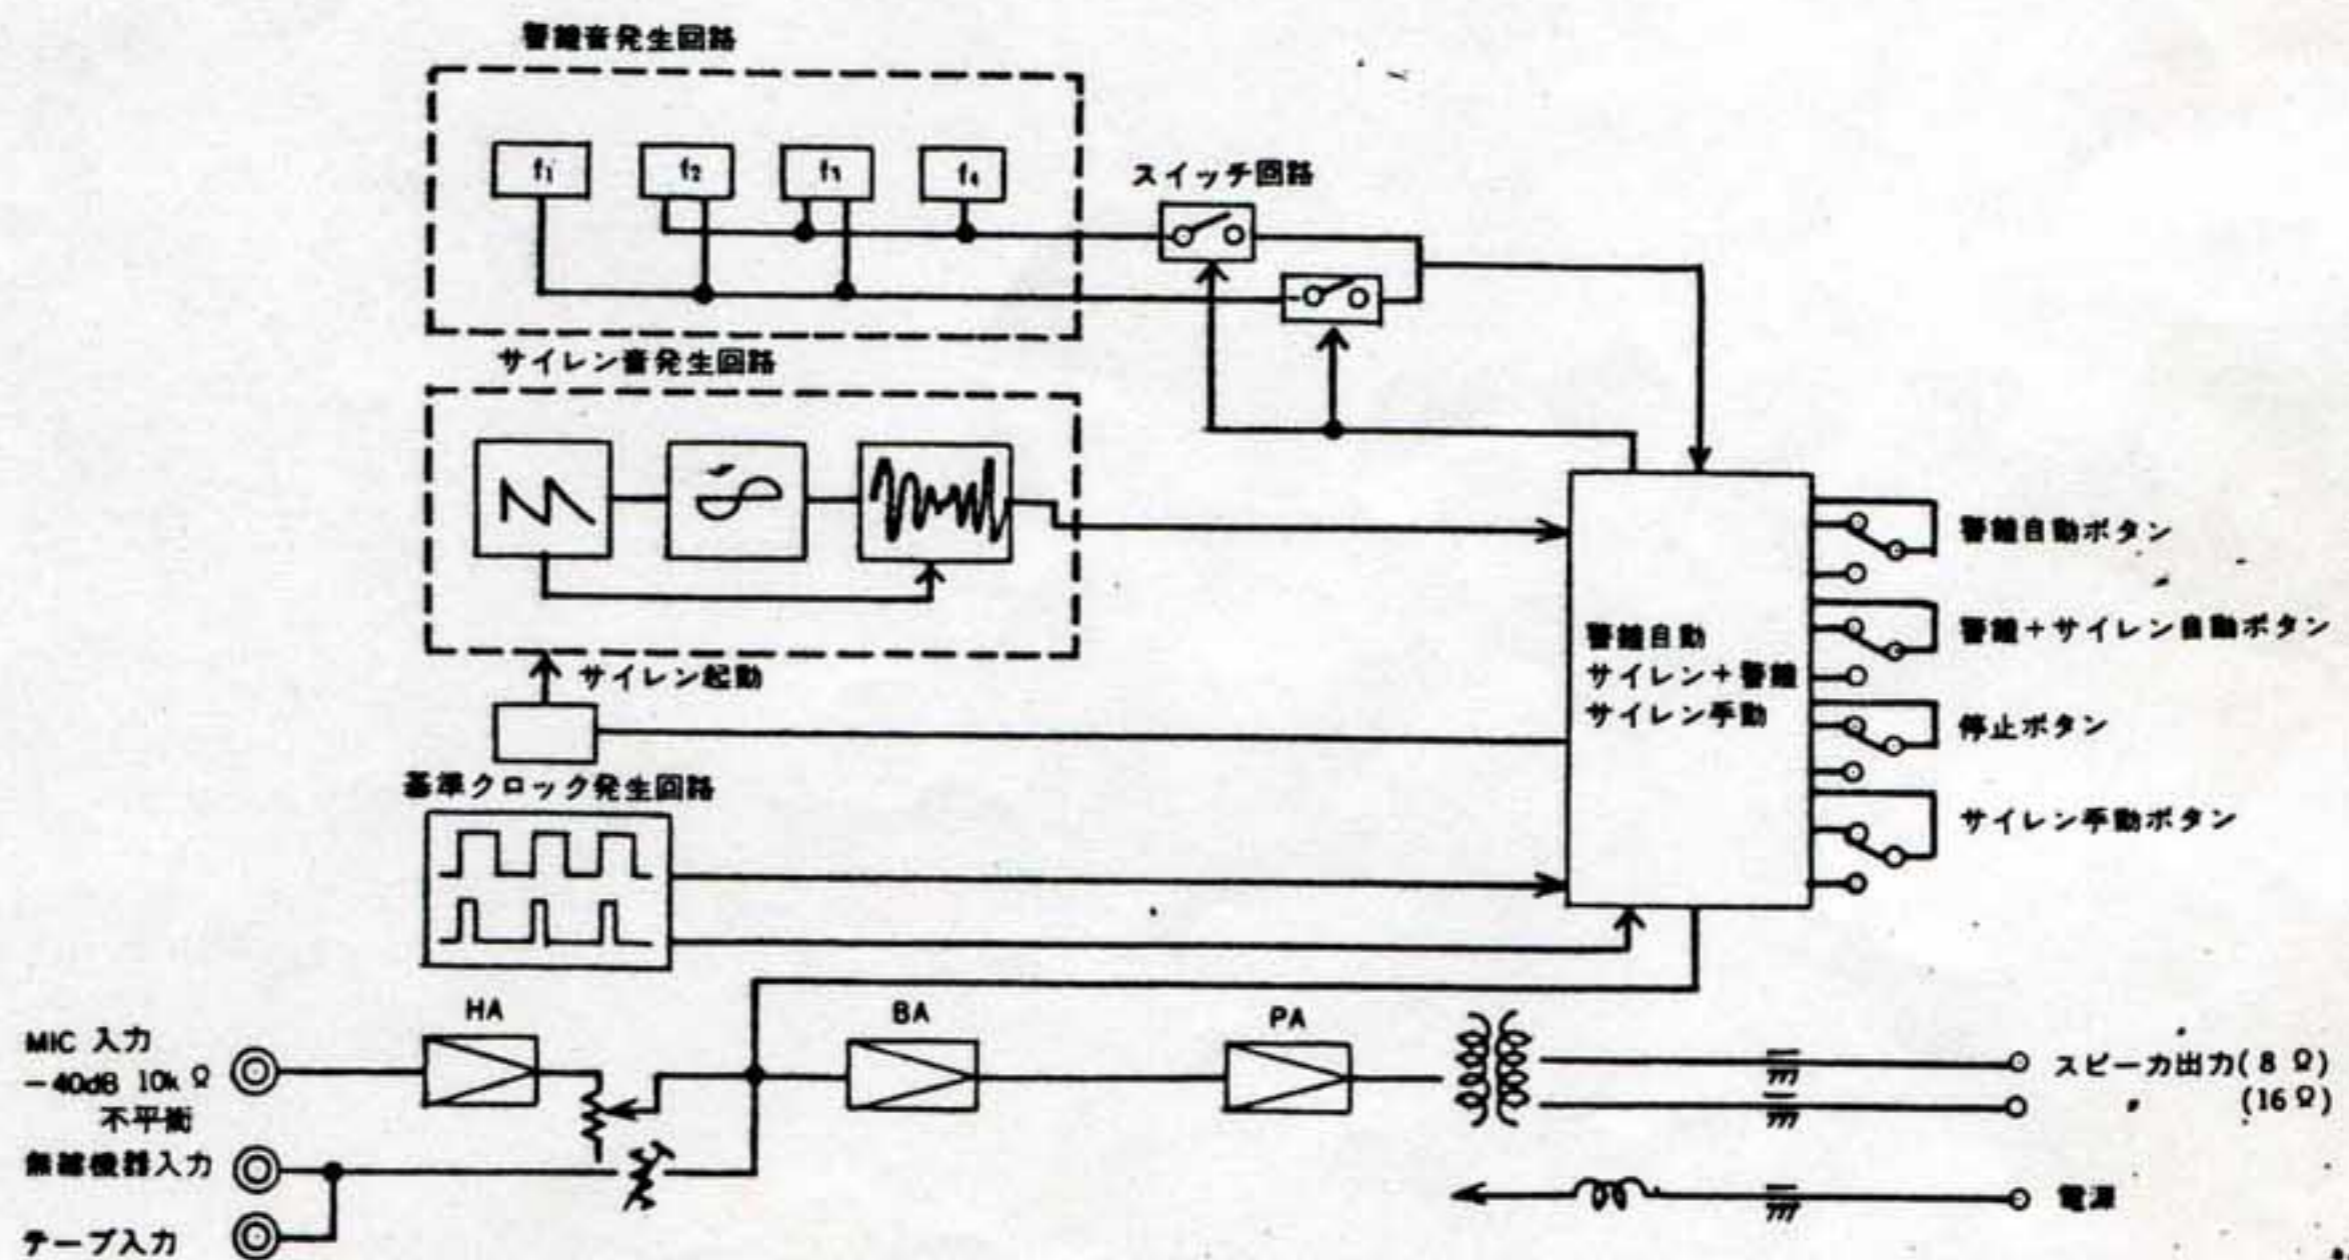 警鐘音発生回路
f1
f2
f3
f4
スイッチ回路
サイレン音発生回路
サイレン起動
基準クロック発生回路
警鐘自動
サイレン+警鐘
サイレン手動
警鐘自動ボタン
警鐘+サイレン自動ボタン
停止ボタン
サイレン手動ボタン
HA
BA
PA
MIC 入力
-40dB 10kΩ
不平衡
無線機器入力
テープ入力
スピーカ出力(8Ω)
(16Ω)
電源